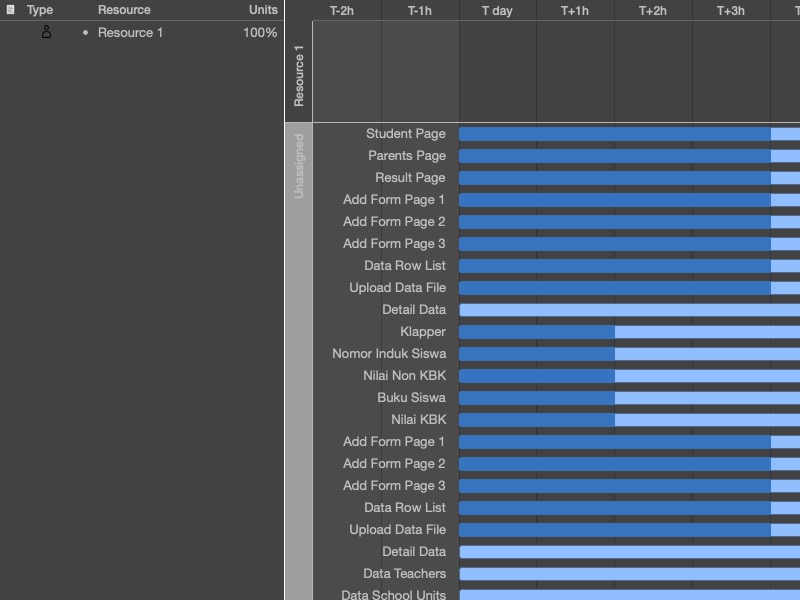 Type Resource Units
Resource 1 100%
T-2h T-1h T day T+1h T+2h T+3h T
Resource 1
Unassigned
Student Page
Parents Page
Result Page
Add Form Page 1
Add Form Page 2
Add Form Page 3
Data Row List
Upload Data File
Detail Data
Klapper
Nomor Induk Siswa
Nilai Non KBK
Buku Siswa
Nilai KBK
Add Form Page 1
Add Form Page 2
Add Form Page 3
Data Row List
Upload Data File
Detail Data
Data Teachers
Data School Units